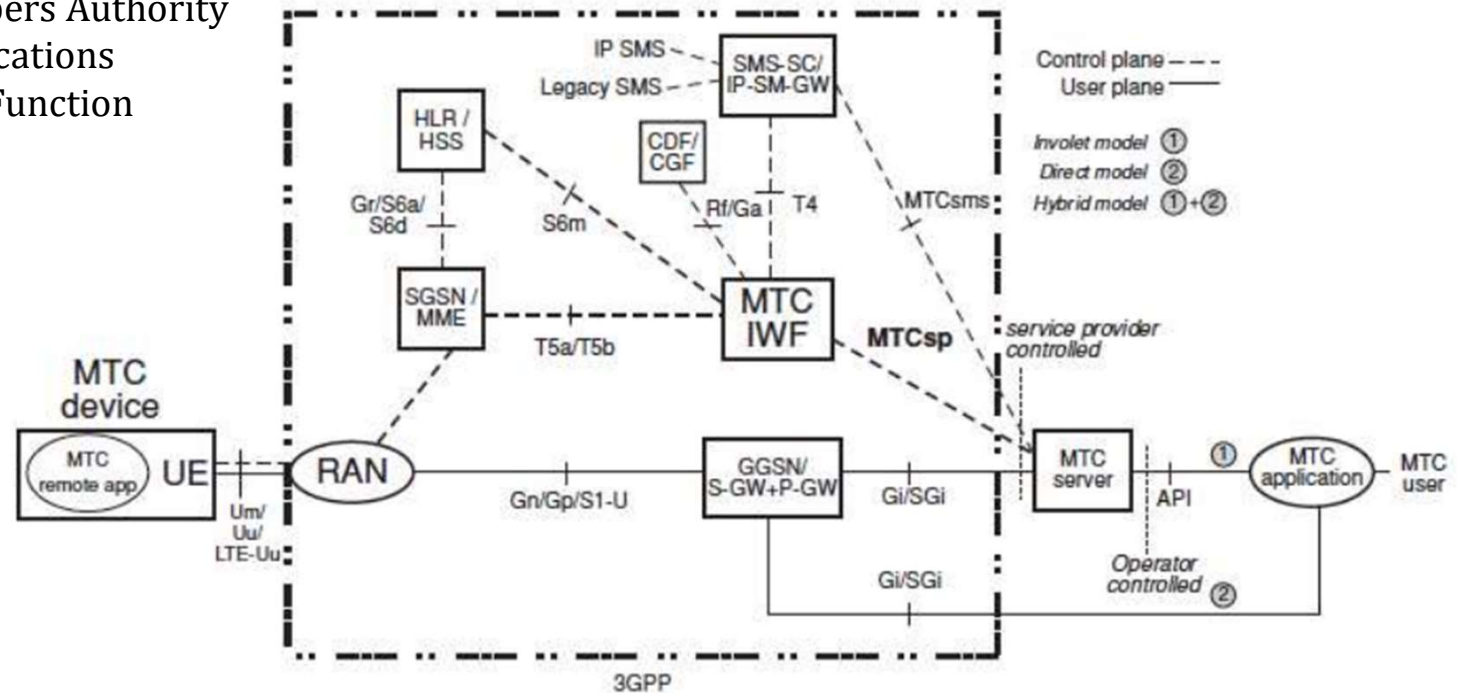 pers Authority
cations
Function
IP SMS
Legacy SMS
SMS-SC/
IP-SM-GW
Control plane
User plane
HLR /
HSS
CDF/
CGF
Involet model 1
Direct model 2
Hybrid model 1+2
Gr/S6a/
S6d
S6m
Rf/Ga
T4
MTCsms
SGSN /
MME
MTC
IWF
T5a/T5b
MTCsp
service provider
controlled
MTC
device
MTC
remote app
UE
RAN
GGSN/
S-GW+P-GW
MTC
server
1
MTC
application
MTC
user
Um/
Uu/
LTE-Uu
Gn/Gp/S1-U
Gi/SGi
API
Operator
controlled
2
Gi/SGi
3GPP